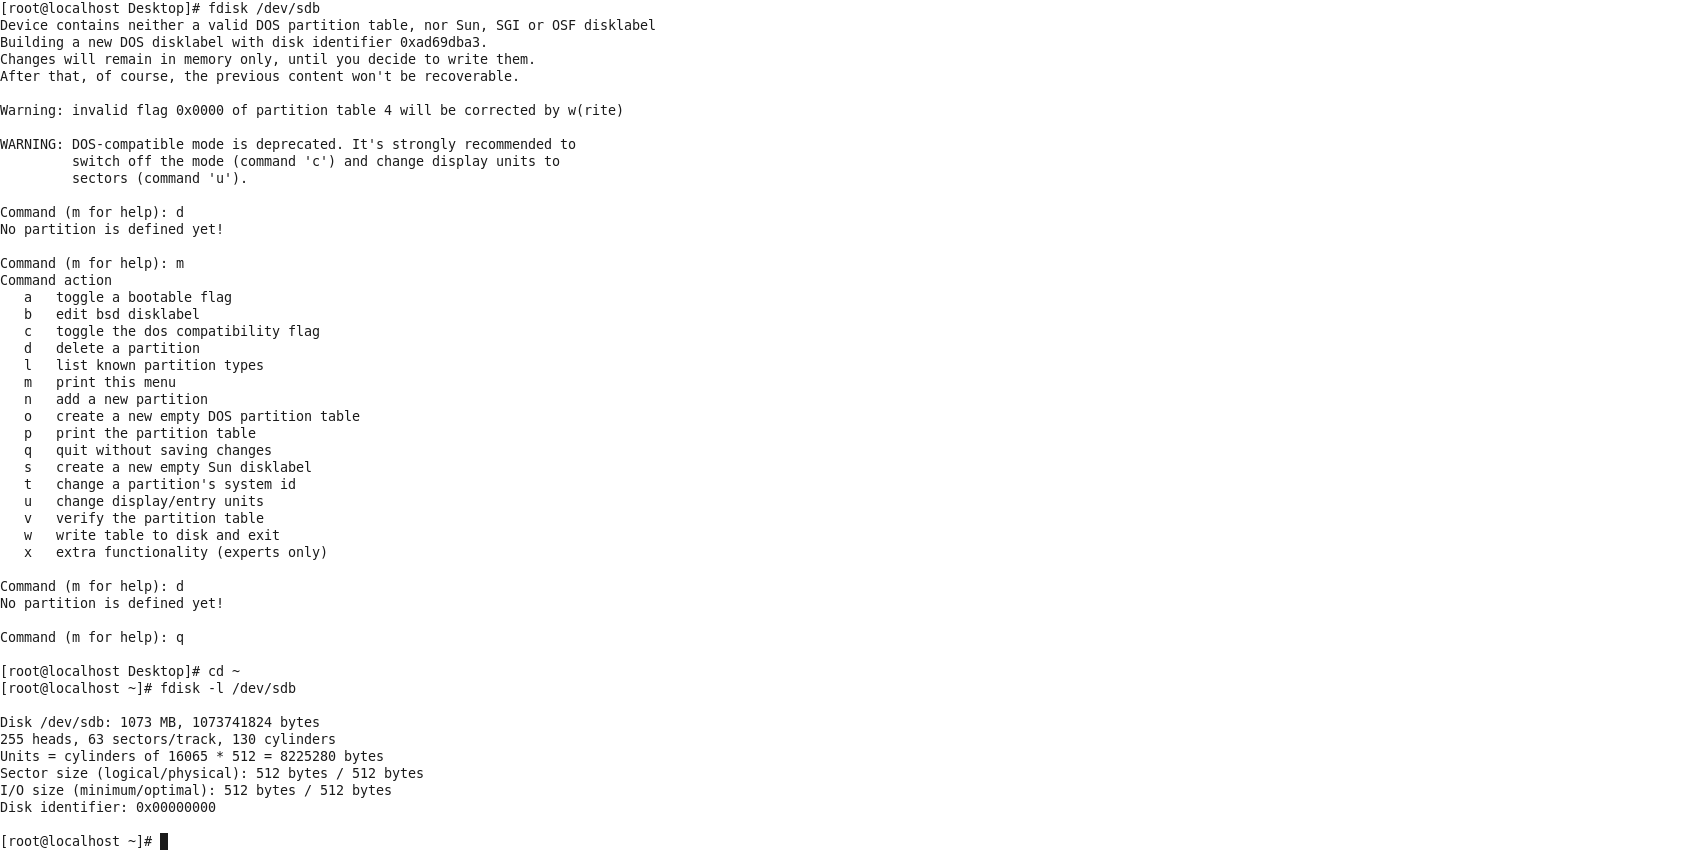 [root@localhost Desktop]# fdisk /dev/sdb
Device contains neither a valid DOS partition table, nor Sun, SGI or OSF disklabel
Building a new DOS disklabel with disk identifier 0xad69dba3.
Changes will remain in memory only, until you decide to write them.
After that, of course, the previous content won't be recoverable.

Warning: invalid flag 0x0000 of partition table 4 will be corrected by w(rite)

WARNING: DOS-compatible mode is deprecated. It's strongly recommended to
         switch off the mode (command 'c') and change display units to
         sectors (command 'u').

Command (m for help): d
No partition is defined yet!

Command (m for help): m
Command action
   a   toggle a bootable flag
   b   edit bsd disklabel
   c   toggle the dos compatibility flag
   d   delete a partition
   l   list known partition types
   m   print this menu
   n   add a new partition
   o   create a new empty DOS partition table
   p   print the partition table
   q   quit without saving changes
   s   create a new empty Sun disklabel
   t   change a partition's system id
   u   change display/entry units
   v   verify the partition table
   w   write table to disk and exit
   x   extra functionality (experts only)

Command (m for help): d
No partition is defined yet!

Command (m for help): q

[root@localhost Desktop]# cd ~
[root@localhost ~]# fdisk -l /dev/sdb

Disk /dev/sdb: 1073 MB, 1073741824 bytes
255 heads, 63 sectors/track, 130 cylinders
Units = cylinders of 16065 * 512 = 8225280 bytes
Sector size (logical/physical): 512 bytes / 512 bytes
I/O size (minimum/optimal): 512 bytes / 512 bytes
Disk identifier: 0x00000000

[root@localhost ~]#